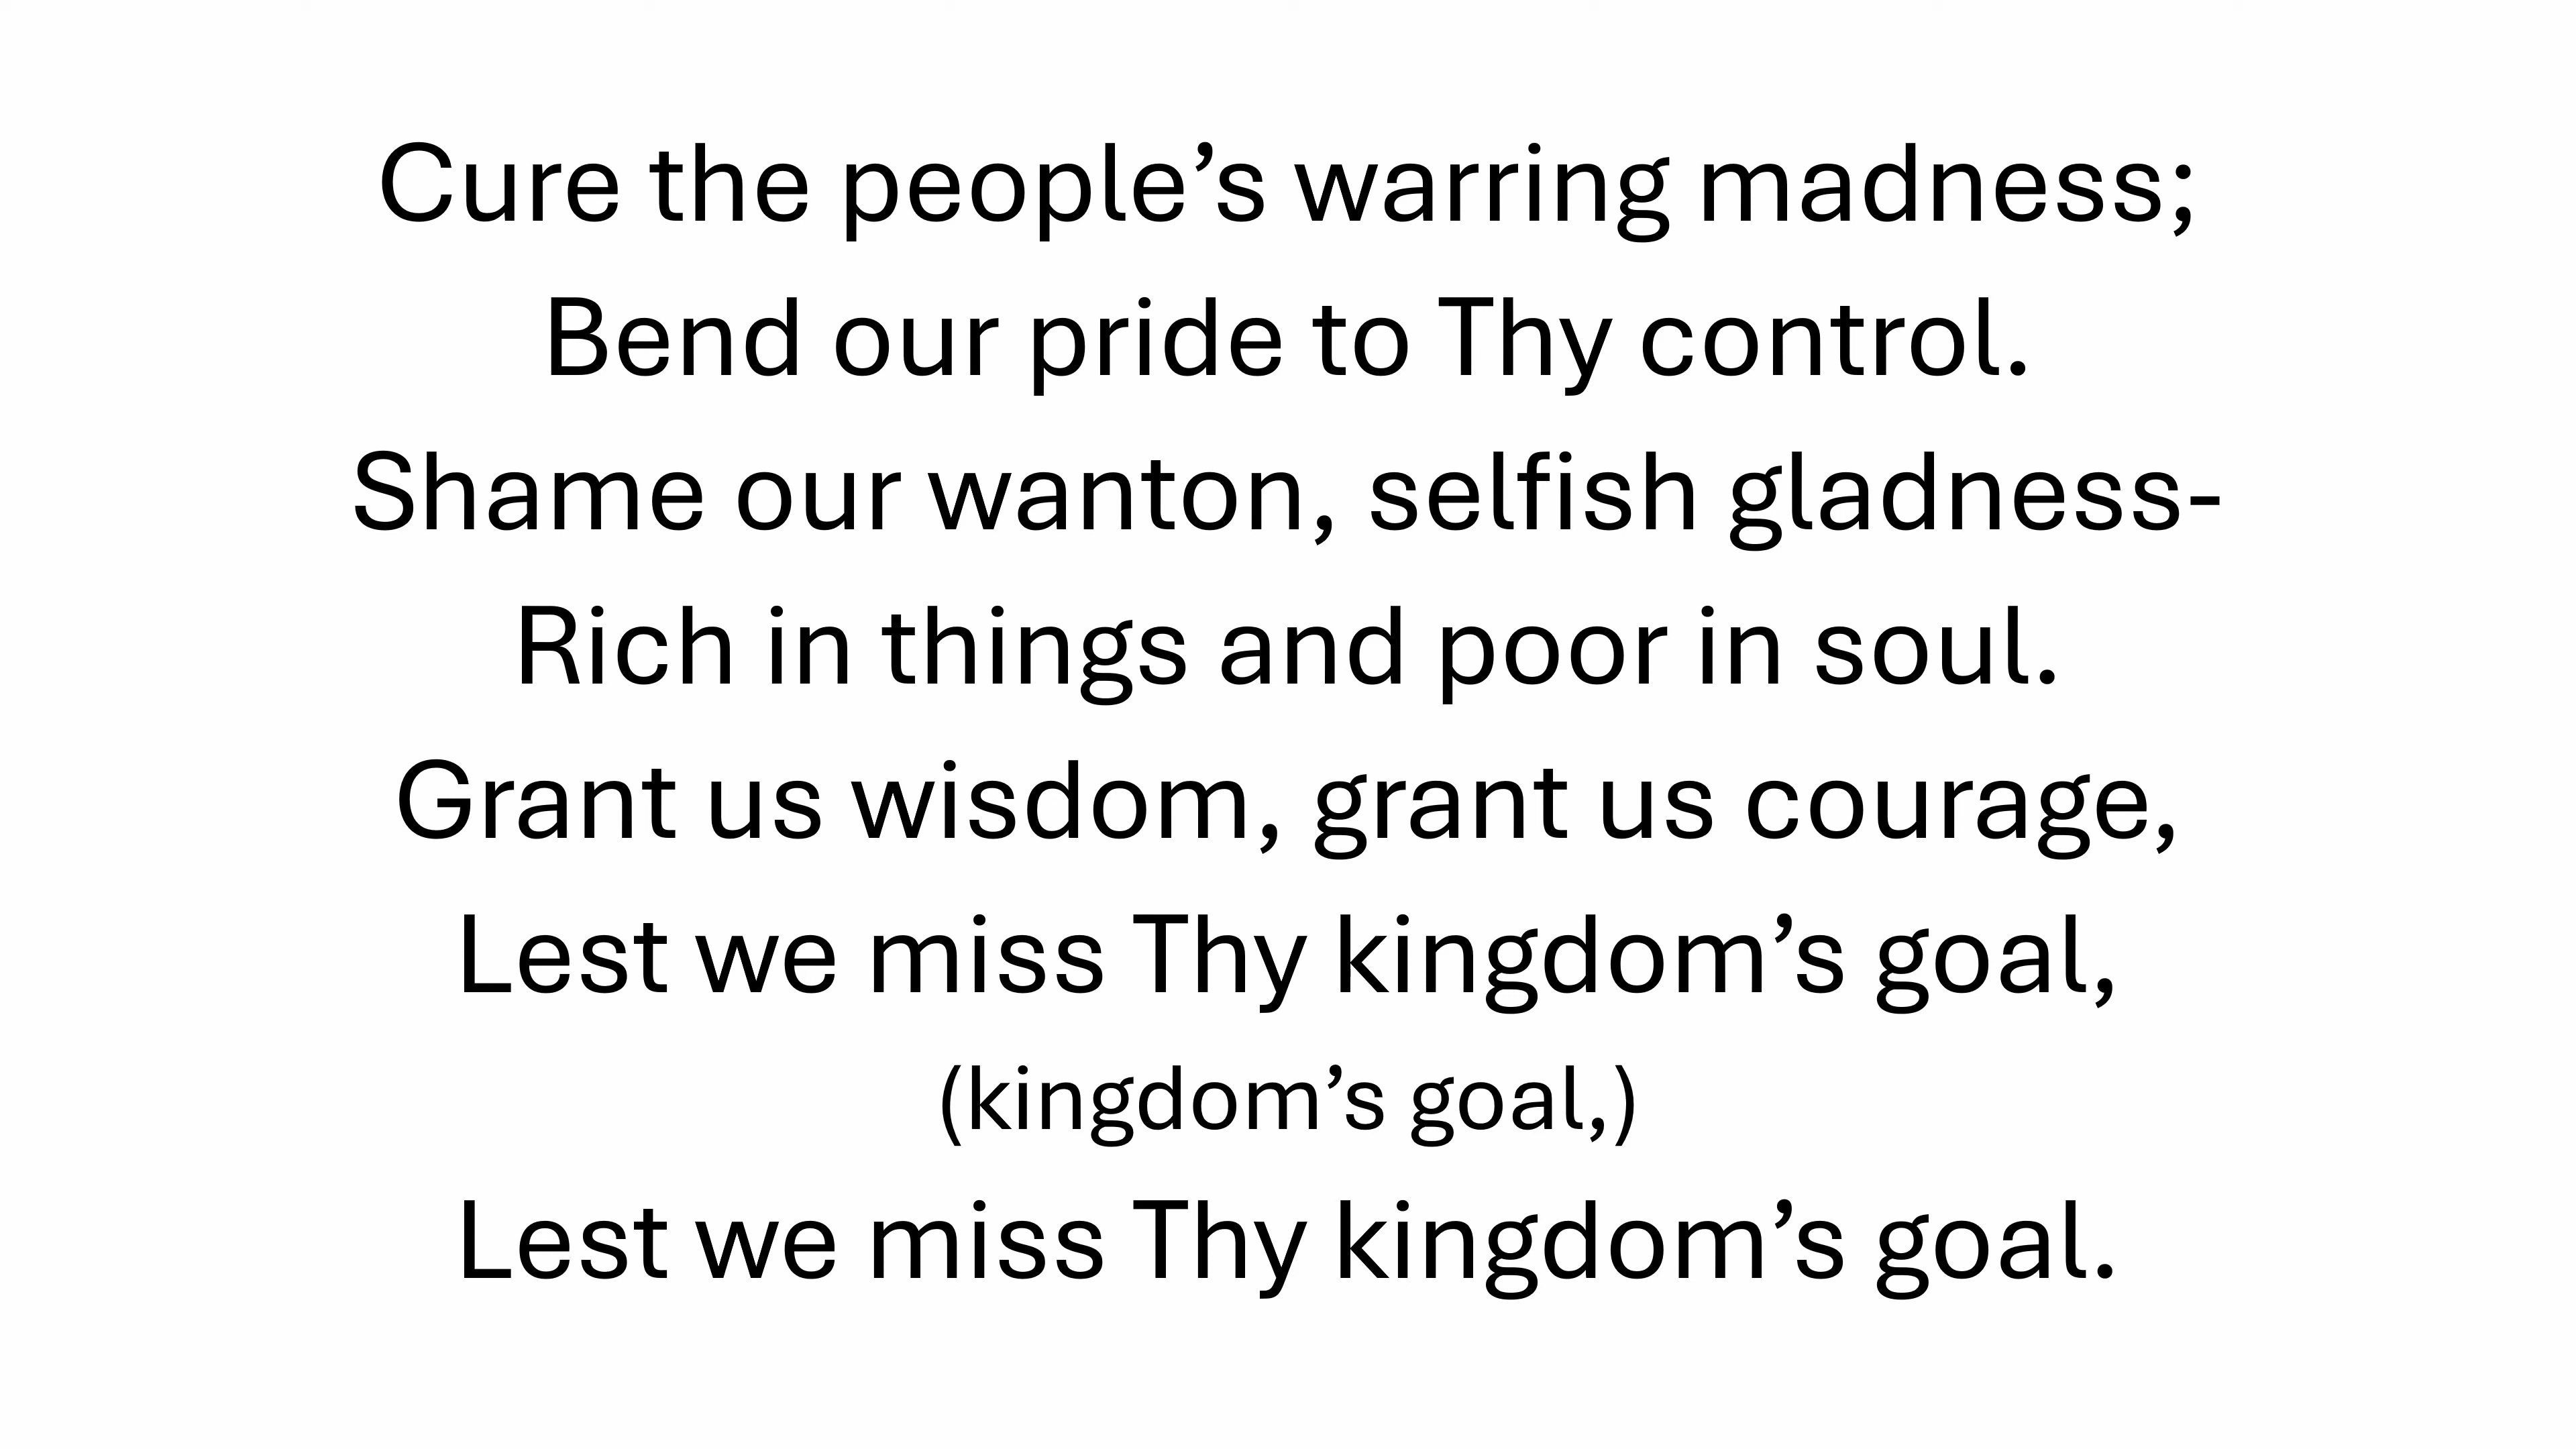 Cure the people’s warring madness;
Bend our pride to Thy control.
Shame our wanton, selfish gladness-
Rich in things and poor in soul.
Grant us wisdom, grant us courage,
Lest we miss Thy kingdom’s goal,
(kingdom’s goal,)
Lest we miss Thy kingdom’s goal.